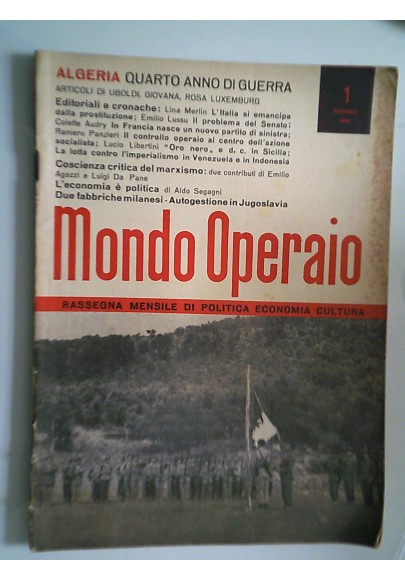 ALGERIA QUARTO ANNO DI GUERRA
ARTICOLI DI UBOLDI, GIOVANA, ROSA LUXEMBURG
Editoriali e cronache: Lina Merlin L'Italia si emancipa
dalla prostituzione; Emilio Lussu Il problema del Senato;
Colette Audry In Francia nasce un nuovo partito di sinistra;
Raniero Panzieri Il controllo operaio al centro dell'azione
socialista; Lucio Libertini "Oro nero„ e d. c. in Sicilia;
La lotta contro l'imperialismo in Venezuela e in Indonesia
Coscienza critica del marxismo: due contributi di Emilio
Agazzi e Luigi Da Pane
L'economia è politica di Aldo Segagni
Due fabbriche milanesi - Autogestione in Jugoslavia
1
Mondo Operaio
RASSEGNA MENSILE DI POLITICA ECONOMIA CULTURA